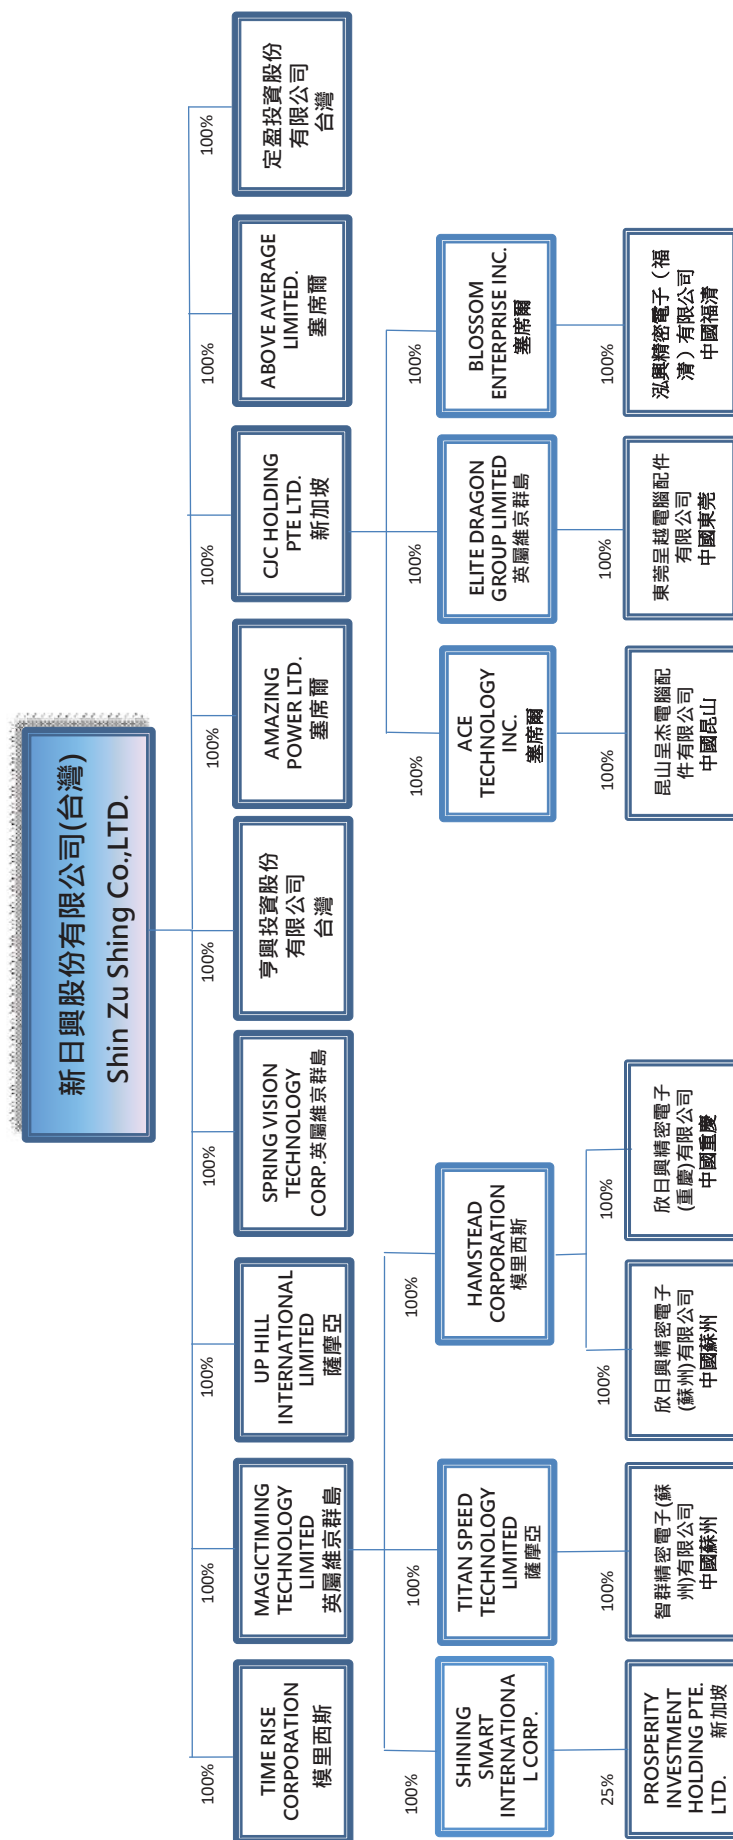 新日興股份有限公司(台灣)
Shin Zu Shing Co.,LTD.
100%
TIME RISE
CORPORATION
模里西斯
100%
MAGICTIMING
TECHNOLOGY
LIMITED
英屬維京群島
100%
UP HILL
INTERNATIONAL
LIMITED
薩摩亞
100%
SPRING VISION
TECHNOLOGY
CORP.英屬維京群島
100%
亨興投資股份
有限公司
台灣
100%
AMAZING
POWER LTD.
塞席爾
100%
CJC HOLDING
PTE LTD.
新加坡
100%
ABOVE AVERAGE
LIMITED.
塞席爾
100%
定盈投資股份
有限公司
台灣
100%
SHINING
SMART
INTERNATIONA
L CORP.
100%
TITAN SPEED
TECHNOLOGY
LIMITED
薩摩亞
100%
HAMSTEAD
CORPORATION
模里西斯
100%
ACE
TECHNOLOGY
INC.
塞席爾
100%
ELITE DRAGON
GROUP LIMITED
英屬維京群島
100%
BLOSSOM
ENTERPRISE INC.
塞席爾
25%
PROSPERITY
INVESTMENT
HOLDING PTE.
LTD. 新加坡
100%
智群精密電子(蘇
州)有限公司
中國蘇州
100%
欣日興精密電子
(蘇州)有限公司
中國蘇州
100%
欣日興精密電子
(重慶)有限公司
中國重慶
100%
昆山呈杰電腦配
件有限公司
中國昆山
100%
東莞呈越電腦配件
有限公司
中國東莞
100%
泓興精密電子（福
清）有限公司
中國福清